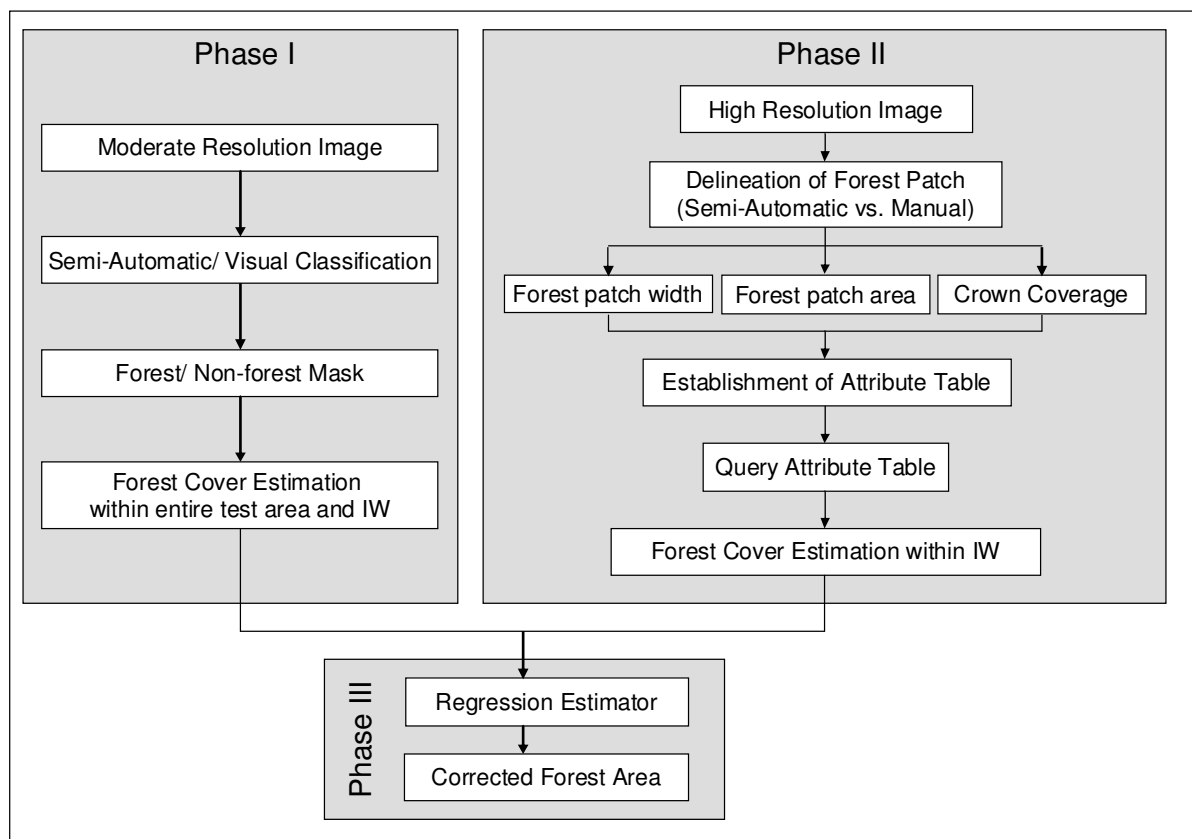 Phase I
Moderate Resolution Image
Semi-Automatic/ Visual Classification
Forest/ Non-forest Mask
Forest Cover Estimation
within entire test area and IW
Phase II
High Resolution Image
Delineation of Forest Patch
(Semi-Automatic vs. Manual)
Forest patch width
Forest patch area
Crown Coverage
Establishment of Attribute Table
Query Attribute Table
Forest Cover Estimation within IW
Phase III
Regression Estimator
Corrected Forest Area